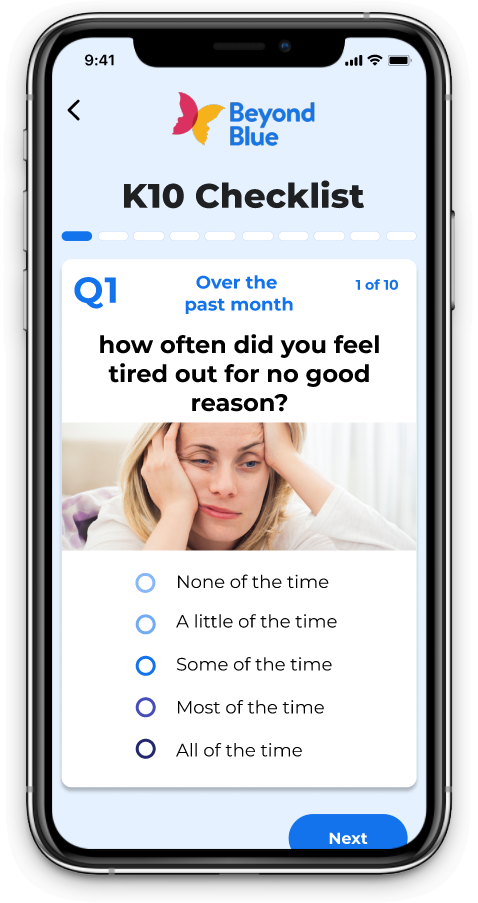 9:41
Beyond
Blue
K10 Checklist
Q1
Over the
past month
1 of 10
how often did you feel
tired out for no good
reason?
None of the time
A little of the time
Some of the time
Most of the time
All of the time
Next